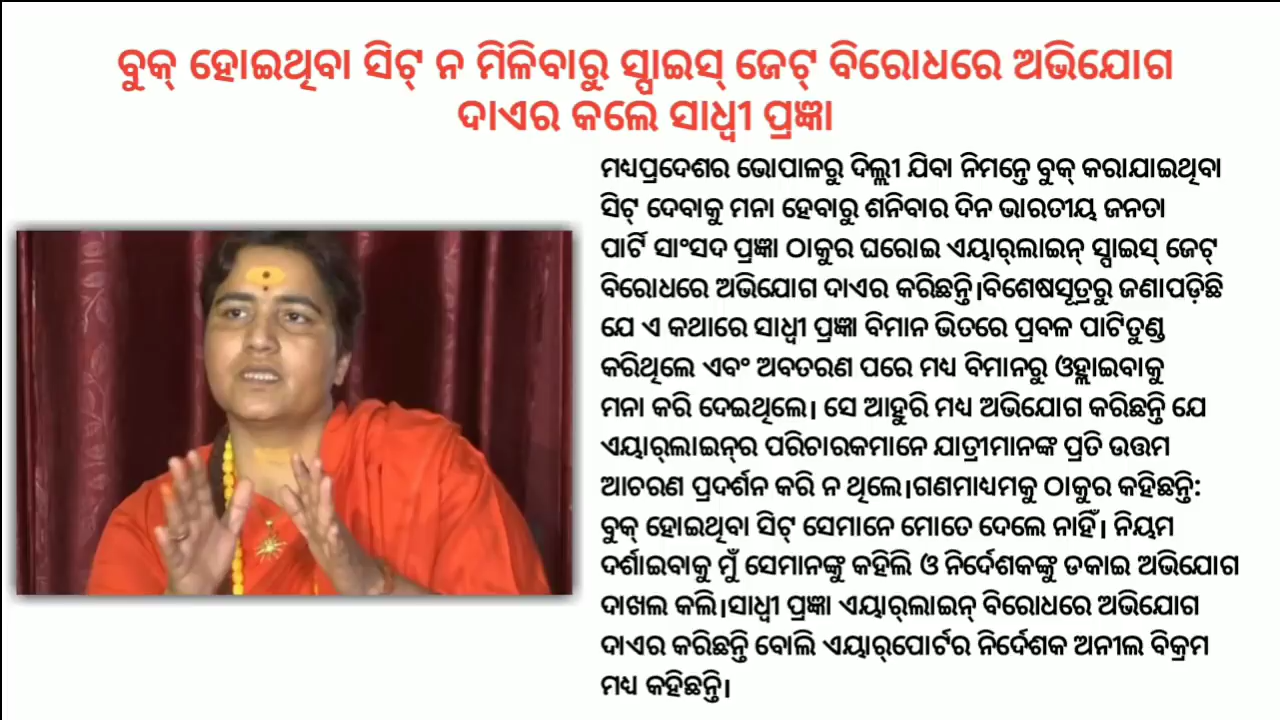 ବୁକ୍ ହୋଇଥିବା ସିଟ୍ ନ ମିଳିବାରୁ ସ୍ପାଇସ୍ ଜେଟ୍ ବିରୋଧରେ ଅଭିଯୋଗ
ଦାଏର କଲେ ସାଧ୍ୱୀ ପ୍ରଜ୍ଞା
ମଧ୍ୟପ୍ରଦେଶର ଭୋପାଳରୁ ଦିଲ୍ଲୀ ଯିବା ନିମନ୍ତେ ବୁକ୍ କରାଯାଇଥିବା
ସିଟ୍ ଦେବାକୁ ମନା ହେବାରୁ ଶନିବାର ଦିନ ଭାରତୀୟ ଜନତା
ପାର୍ଟି ସାଂସଦ ପ୍ରଜ୍ଞା ଠାକୁର ଘରୋଇ ଏୟାର୍‌ଲାଇନ୍ ସ୍ପାଇସ୍ ଜେଟ୍
ବିରୋଧରେ ଅଭିଯୋଗ ଦାଏର କରିଛନ୍ତି।ବିଶେଷସୂତ୍ରରୁ ଜଣାପଡ଼ିଛି
ଯେ ଏ କଥାରେ ସାଧ୍ୱୀ ପ୍ରଜ୍ଞା ବିମାନ ଭିତରେ ପ୍ରବଳ ପାଟିତୁଣ୍ଡ
କରିଥିଲେ ଏବଂ ଅବତରଣ ପରେ ମଧ୍ୟ ବିମାନରୁ ଓହ୍ଲାଇବାକୁ
ମନା କରି ଦେଇଥିଲେ। ସେ ଆହୁରି ମଧ୍ୟ ଅଭିଯୋଗ କରିଛନ୍ତି ଯେ
ଏୟାର୍‌ଲାଇନ୍‌ର ପରିଚାରକମାନେ ଯାତ୍ରୀମାନଙ୍କ ପ୍ରତି ଉତ୍ତମ
ଆଚରଣ ପ୍ରଦର୍ଶନ କରି ନ ଥିଲେ।ଗଣମାଧ୍ୟମକୁ ଠାକୁର କହିଛନ୍ତି:
ବୁକ୍ ହୋଇଥିବା ସିଟ୍ ସେମାନେ ମୋତେ ଦେଲେ ନାହିଁ। ନିୟମ
ଦର୍ଶାଇବାକୁ ମୁଁ ସେମାନଙ୍କୁ କହିଲି ଓ ନିର୍ଦେଶକଙ୍କୁ ଡକାଇ ଅଭିଯୋଗ
ଦାଖଲ କଲି।ସାଧ୍ୱୀ ପ୍ରଜ୍ଞା ଏୟାର୍‌ଲାଇନ୍ ବିରୋଧରେ ଅଭିଯୋଗ
ଦାଏର କରିଛନ୍ତି ବୋଲି ଏୟାର୍‌ପୋର୍ଟର ନିର୍ଦେଶକ ଅନୀଲ ବିକ୍ରମ
ମଧ୍ୟ କହିଛନ୍ତି।